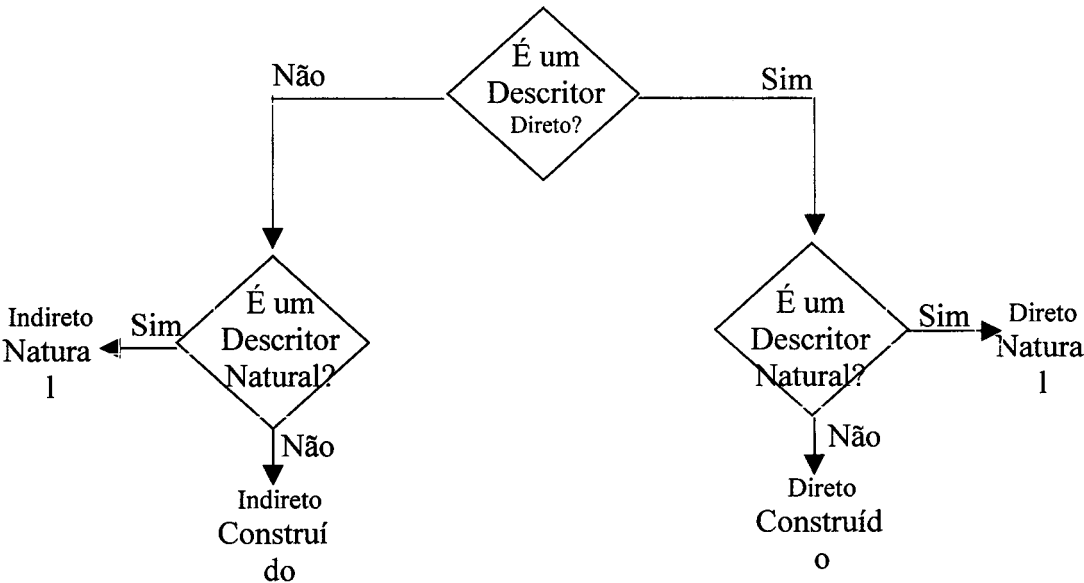 É um
Descritor
Direto?
Não
Sim
É um
Descritor
Natural?
Sim
Indireto
Natura
l
Não
Indireto
Construí
do
É um
Descritor
Natural?
Sim
Direto
Natura
l
Não
Direto
Construíd
o